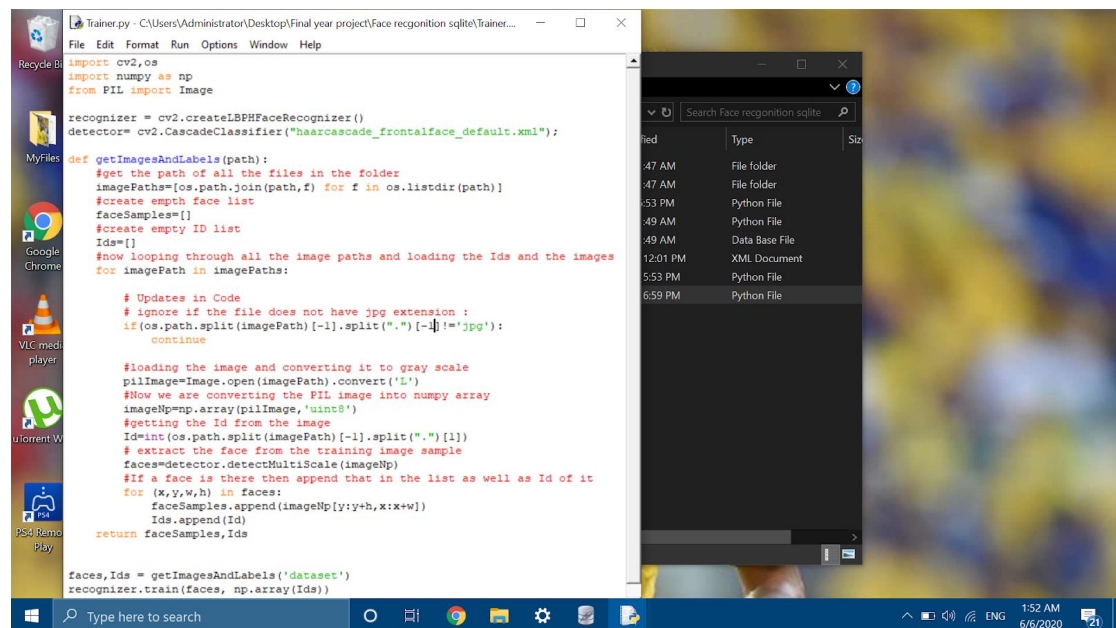 Trainer.py - C:\Users\Administrator\Desktop\Final year project\Face recgonition sqlite\Trainer....
File Edit Format Run Options Window Help
import cv2,os
import numpy as np
from PIL import Image
recognizer = cv2.createLBPHFaceRecognizer()
detector= cv2.CascadeClassifier("haarcascade_frontalface_default.xml");
def getImagesAndLabels(path):
#get the path of all the files in the folder
imagePaths=[os.path.join(path,f) for f in os.listdir(path)]
#create empth face list
faceSamples=[]
#create empty ID list
Ids=[]
#now looping through all the image paths and loading the Ids and the images
for imagePath in imagePaths:
# Updates in Code
# ignore if the file does not have jpg extension :
if(os.path.split(imagePath)[-1].split(".")[-1]!='jpg'):
continue
#loading the image and converting it to gray scale
pilImage=Image.open(imagePath).convert('L')
#Now we are converting the PIL image into numpy array
imageNp=np.array(pilImage,'uint8')
#getting the Id from the image
Id=int(os.path.split(imagePath)[-1].split(".")[1])
# extract the face from the training image sample
faces=detector.detectMultiScale(imageNp)
#If a face is there then append that in the list as well as Id of it
for (x,y,w,h) in faces:
faceSamples.append(imageNp[y:y+h,x:x+w])
Ids.append(Id)
return faceSamples,Ids
faces,Ids = getImagesAndLabels('dataset')
recognizer.train(faces, np.array(Ids))
Recycle Bi
MyFiles
Google
Chrome
VLC medi
player
uTorrent W
PS4
PS4 Remo
Play
Search Face recgonition sqlite
fied Type Siz
:47 AM File folder
:47 AM File folder
:53 PM Python File
:49 AM Python File
:49 AM Data Base File
12:01 PM XML Document
5:53 PM Python File
6:59 PM Python File
Type here to search
ENG
1:52 AM
6/6/2020
21